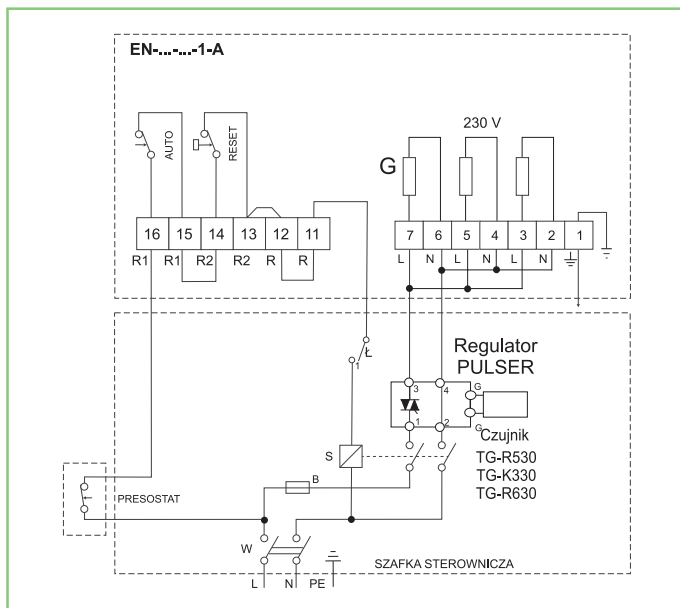 EN-...-...-1-A
230 V
AUTO
RESET
G
16 15 14 13 12 11
7 6 5 4 3 2 1
R1 R1 R2 R2 R R
L N L N L N
Ł
1
Regulator
PULSER
3 4
G
1 2
G
Czujnik
S
TG-R530
TG-K330
TG-R630
B
PRESOSTAT
W
SZAFKA STEROWNICZA
L N PE